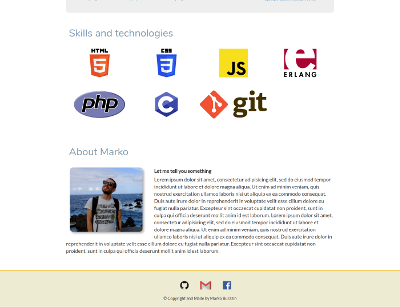 Skills and technologies
HTML
CSS
JS
ERLANG
php
C
git
About Marko
Let me tell you something
Lorem ipsum dolor sit amet, consectetur adipisicing elit, sed do eiusmod tempor
incididunt ut labore et dolore magna aliqua. Ut enim ad minim veniam, quis
nostrud exercitation ullamco laboris nisi ut aliquip ex ea commodo consequat.
Duis aute irure dolor in reprehenderit in voluptate velit esse cillum dolore eu
fugiat nulla pariatur. Excepteur sint occaecat cupidatat non proident, sunt in
culpa qui officia deserunt mollit anim id est laborum. Lorem ipsum dolor sit amet,
consectetur adipisicing elit, sed do eiusmod tempor incididunt ut labore et
dolore magna aliqua. Ut enim ad minim veniam, quis nostrud exercitation
ullamco laboris nisi ut aliquip ex ea commodo consequat. Duis aute irure dolor in
reprehenderit in voluptate velit esse cillum dolore eu fugiat nulla pariatur. Excepteur sint occaecat cupidatat non
proident, sunt in culpa qui officia deserunt mollit anim id est laborum.
© Copyright and Made by Marko